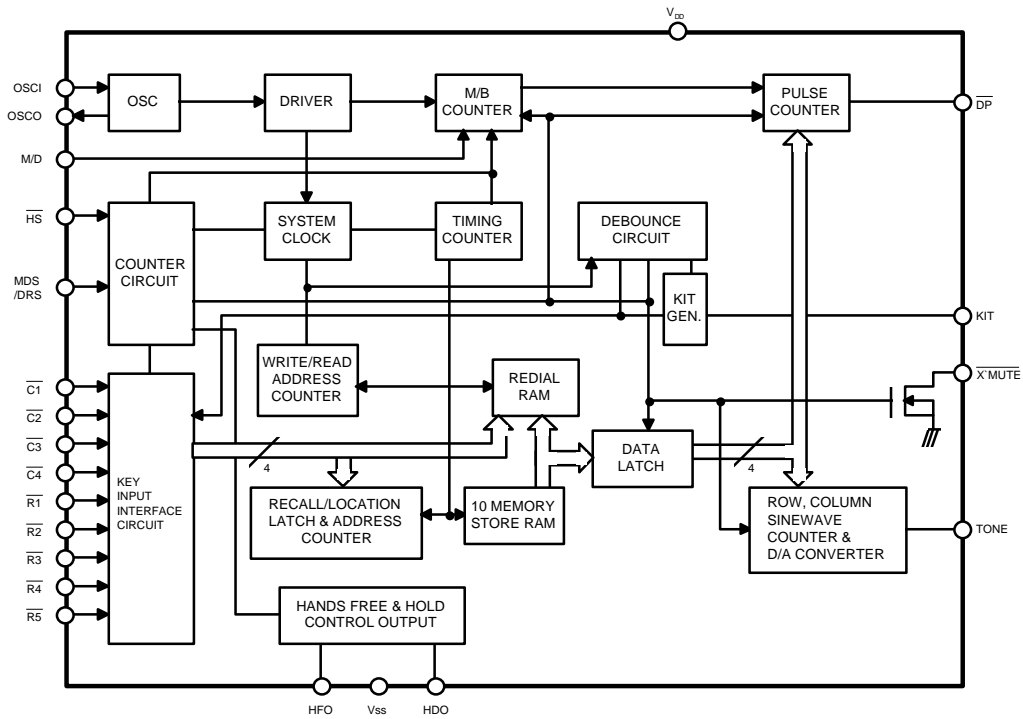 V DD
OSCI
OSCO
M/D
HS
MDS
/DRS
C1
C2
C3
C4
R1
R2
R3
R4
R5
OSC
DRIVER
M/B
COUNTER
PULSE
COUNTER
DP
COUNTER
CIRCUIT
SYSTEM
CLOCK
TIMING
COUNTER
DEBOUNCE
CIRCUIT
KIT
GEN.
KIT
WRITE/READ
ADDRESS
COUNTER
REDIAL
RAM
X`MUTE
KEY
INPUT
INTERFACE
CIRCUIT
4
RECALL/LOCATION
LATCH & ADDRESS
COUNTER
10 MEMORY
STORE RAM
DATA
LATCH
4
ROW, COLUMN
SINEWAVE
COUNTER &
D/A CONVERTER
TONE
HANDS FREE & HOLD
CONTROL OUTPUT
HFO
Vss
HDO